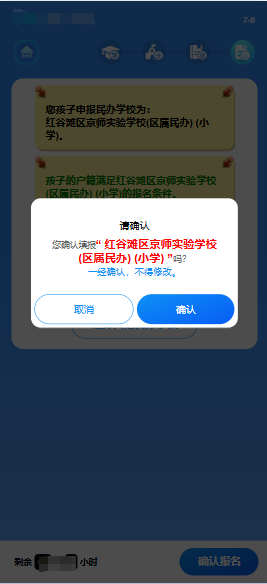 7-8
您孩子申报民办学校为：
红谷滩区京师实验学校(区属民办) (小
学)。
孩子的户籍满足红谷滩区京师实验学校
(区属民办) (小学)的报名条件。
请确认
您确认填报“ 红谷滩区京师实验学校
(区属民办) (小学) ”吗?
一经确认，不得修改。
取消
确认
剩余
小时
确认报名